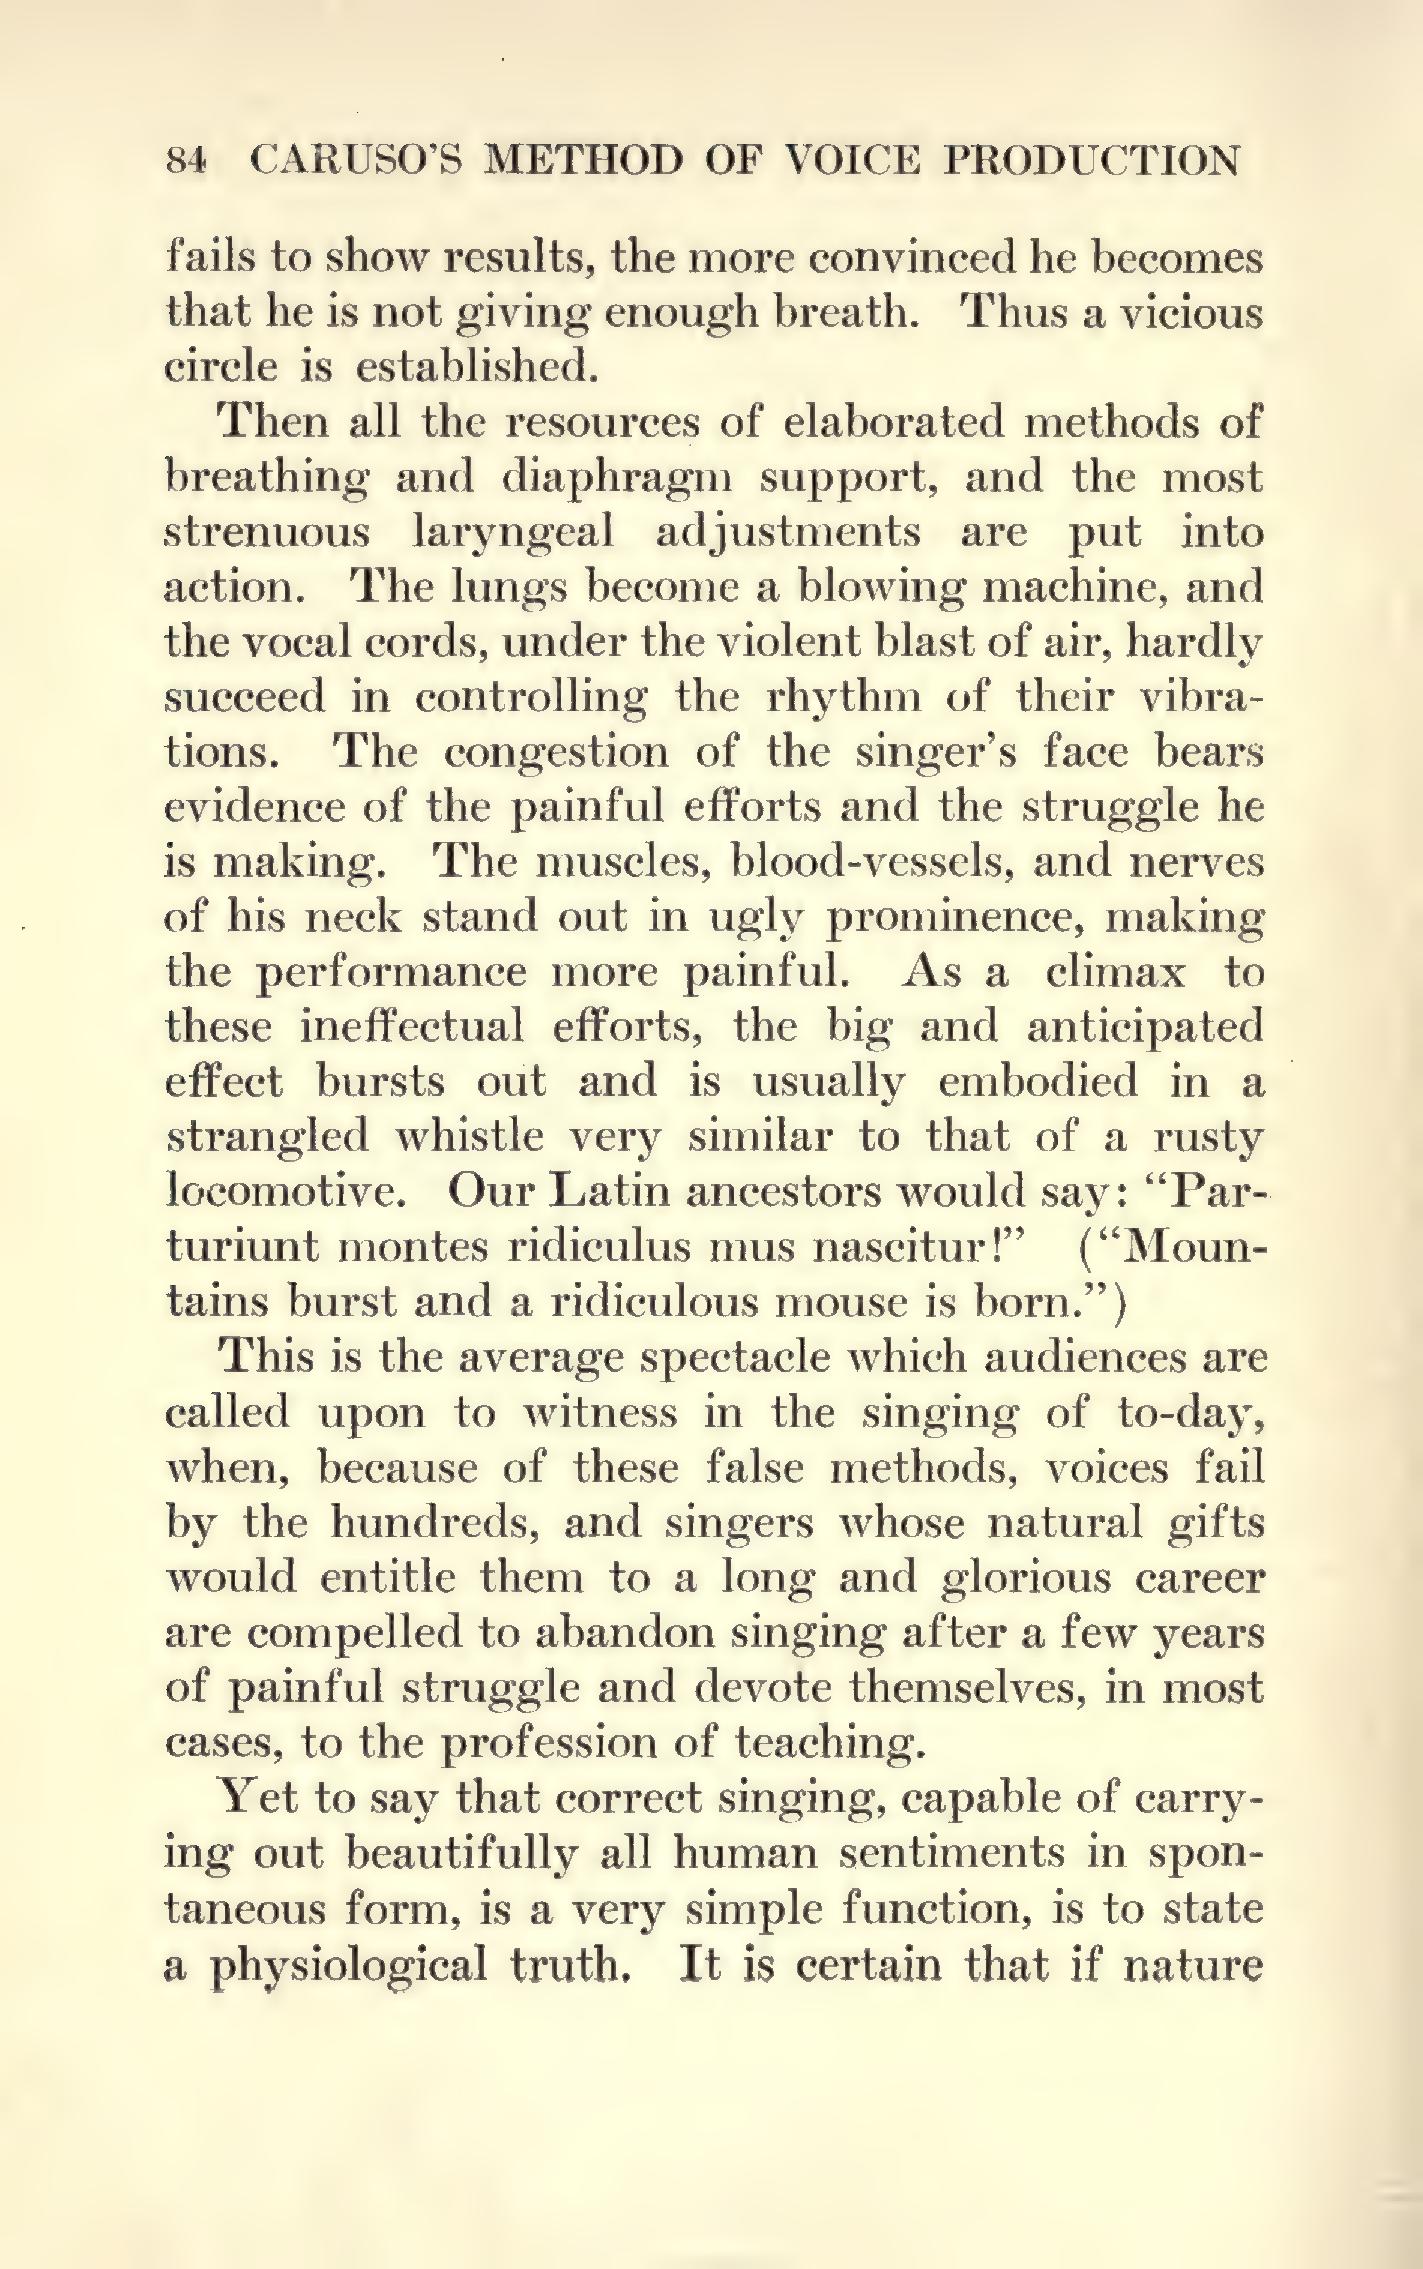 84 CARUSO'S METHOD OF VOICE PRODUCTION
fails to show results, the more convinced he becomes
that he is not giving enough breath. Thus a vicious
circle is established.
Then all the resources of elaborated methods of
breathing and diaphragm support, and the most
strenuous laryngeal adjustments are put into
action. The lungs become a blowing machine, and
the vocal cords, under the violent blast of air, hardly
succeed in controlling the rhythm of their vibra-
tions. The congestion of the singer's face bears
evidence of the painful efforts and the struggle he
is making. The muscles, blood-vessels, and nerves
of his neck stand out in ugly prominence, making
the performance more painful. As a climax to
these ineffectual efforts, the big and anticipated
effect bursts out and is usually embodied in a
strangled whistle very similar to that of a rusty
locomotive. Our Latin ancestors would say: "Par-
turiunt montes ridiculus mus nascitur!" ("Moun-
tains burst and a ridiculous mouse is born.")
This is the average spectacle which audiences are
called upon to witness in the singing of to-day,
when, because of these false methods, voices fail
by the hundreds, and singers whose natural gifts
would entitle them to a long and glorious career
are compelled to abandon singing after a few years
of painful struggle and devote themselves, in most
cases, to the profession of teaching.
Yet to say that correct singing, capable of carry-
ing out beautifully all human sentiments in spon-
taneous form, is a very simple function, is to state
a physiological truth. It is certain that if nature